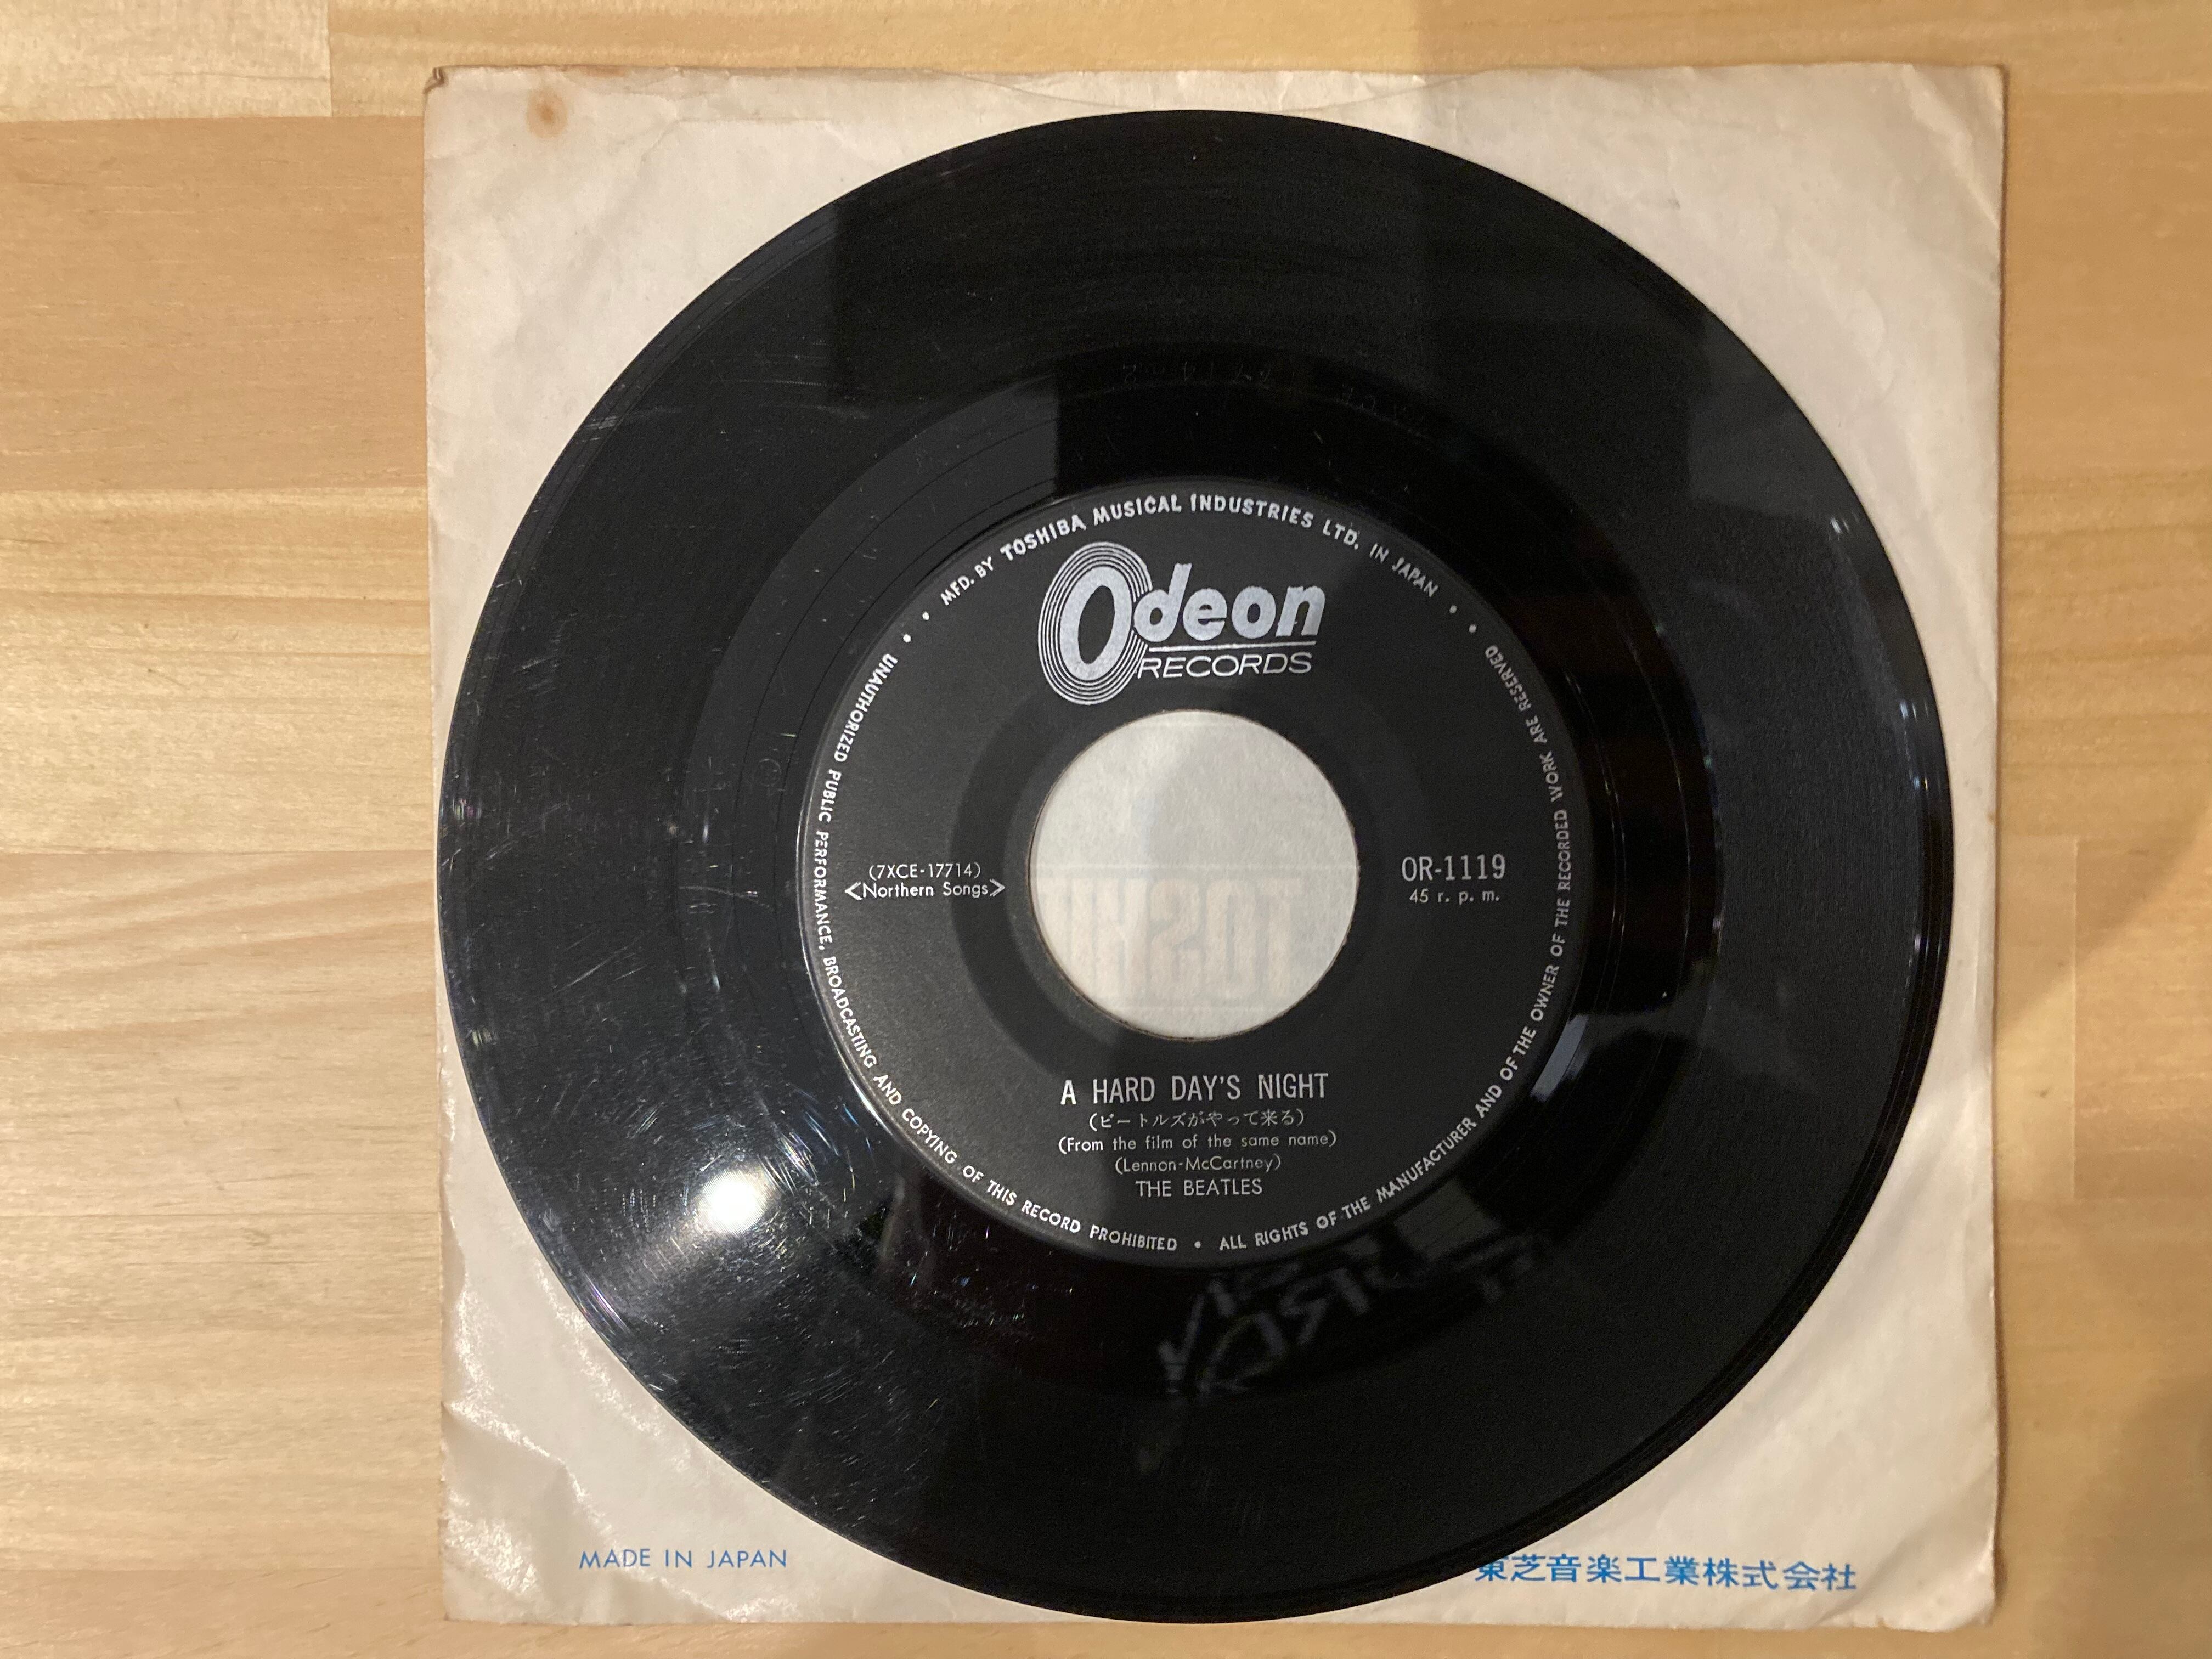 MFD. BY TOSHIBA MUSICAL INDUSTRIES LTD. IN JAPAN
Odeon
RECORDS
(7XCE-17714)
<Northern Songs>
OR-1119
45 r. p. m.
A HARD DAY'S NIGHT
(ビートルズがやって来る)
(From the film of the same name)
(Lennon-McCartney)
THE BEATLES
UNAUTHORIZED PUBLIC PERFORMANCE, BROADCASTING AND COPYING OF THIS RECORD PROHIBITED • ALL RIGHTS OF THE MANUFACTURER AND OF THE OWNER OF THE RECORDED WORK ARE RESERVED
MADE IN JAPAN
東芝音楽工業株式会社